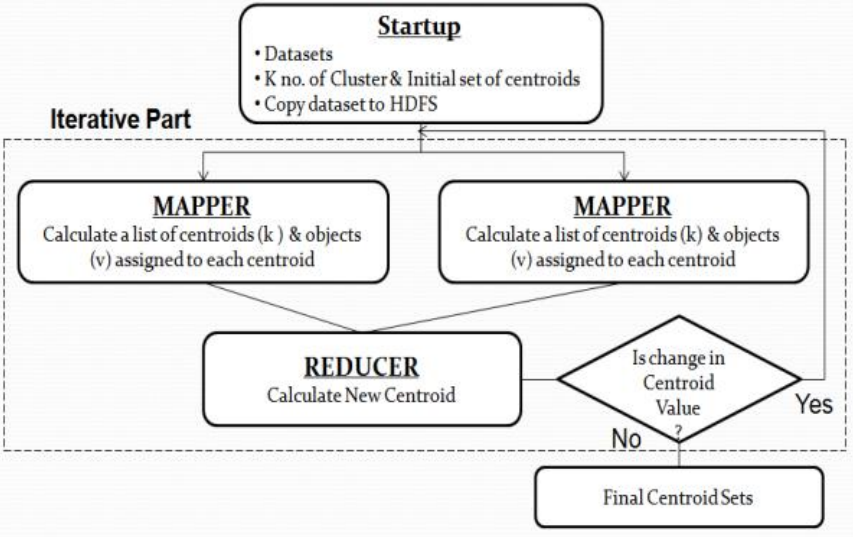 Startup
• Datasets
• K no. of Cluster & Initial set of centroids
• Copy dataset to HDFS
Iterative Part
MAPPER
Calculate a list of centroids (k ) & objects
(v) assigned to each centroid
MAPPER
Calculate a list of centroids (k) & objects
(v) assigned to each centroid
REDUCER
Calculate New Centroid
Is change in
Centroid
Value
?
Yes
No
Final Centroid Sets